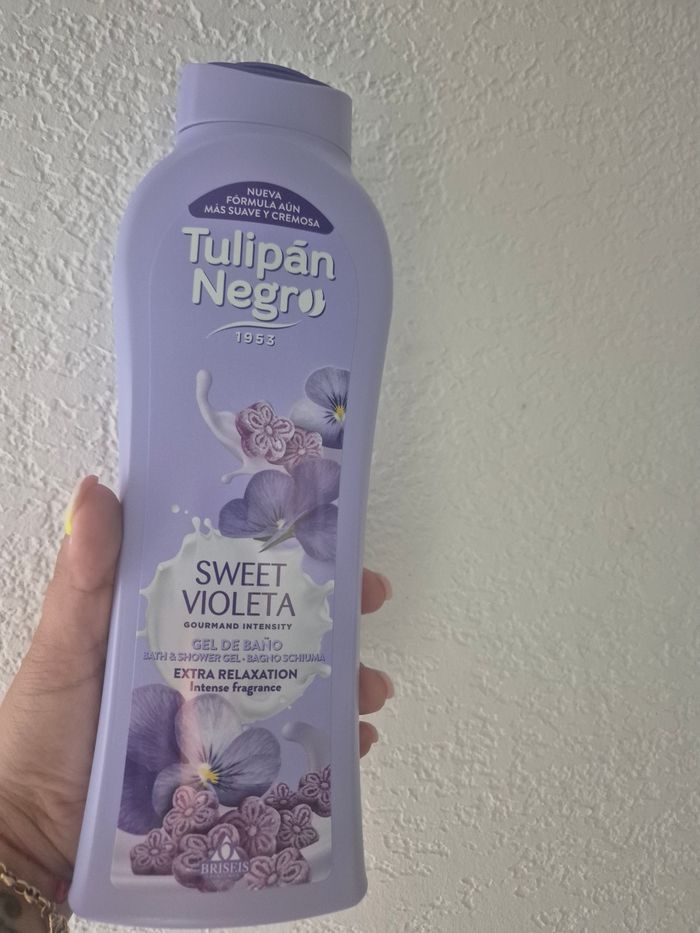 NUEVA
FÓRMULA AÚN
MÁS SUAVE Y CREMOSA
Tulipán
Negro
1953
SWEET
VIOLETA
GOURMAND INTENSITY
GEL DE BAÑO
BATH & SHOWER GEL - BAGNO SCHIUMA
EXTRA RELAXATION
Intense fragrance
BRISEIS